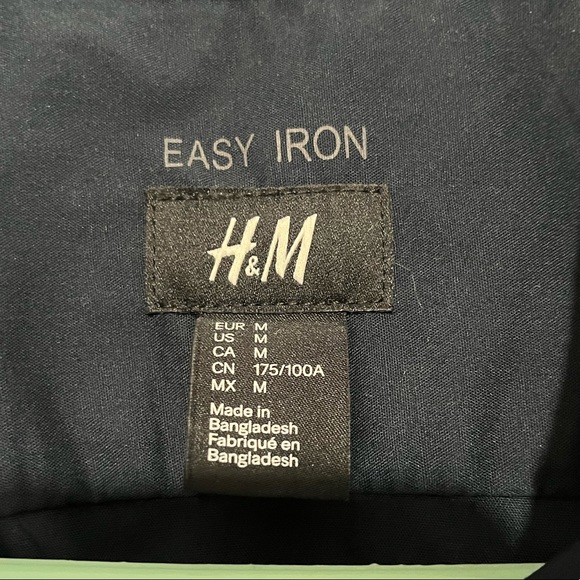 EASY IRON
H&M
EUR M
US M
CA M
CN 175/100A
MX M
Made in
Bangladesh
Fabriqué en
Bangladesh